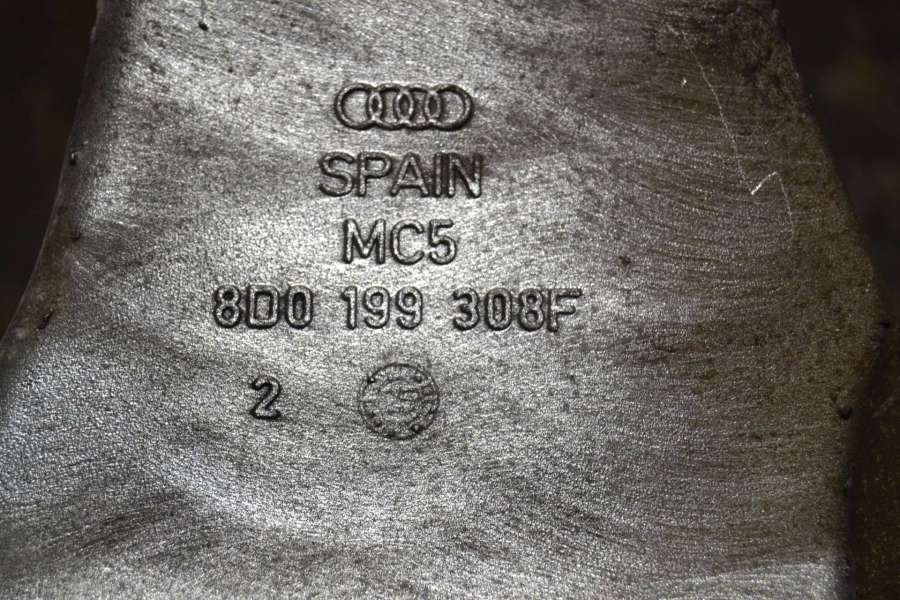 SPAIN
MC5
8D0 199 308F
2